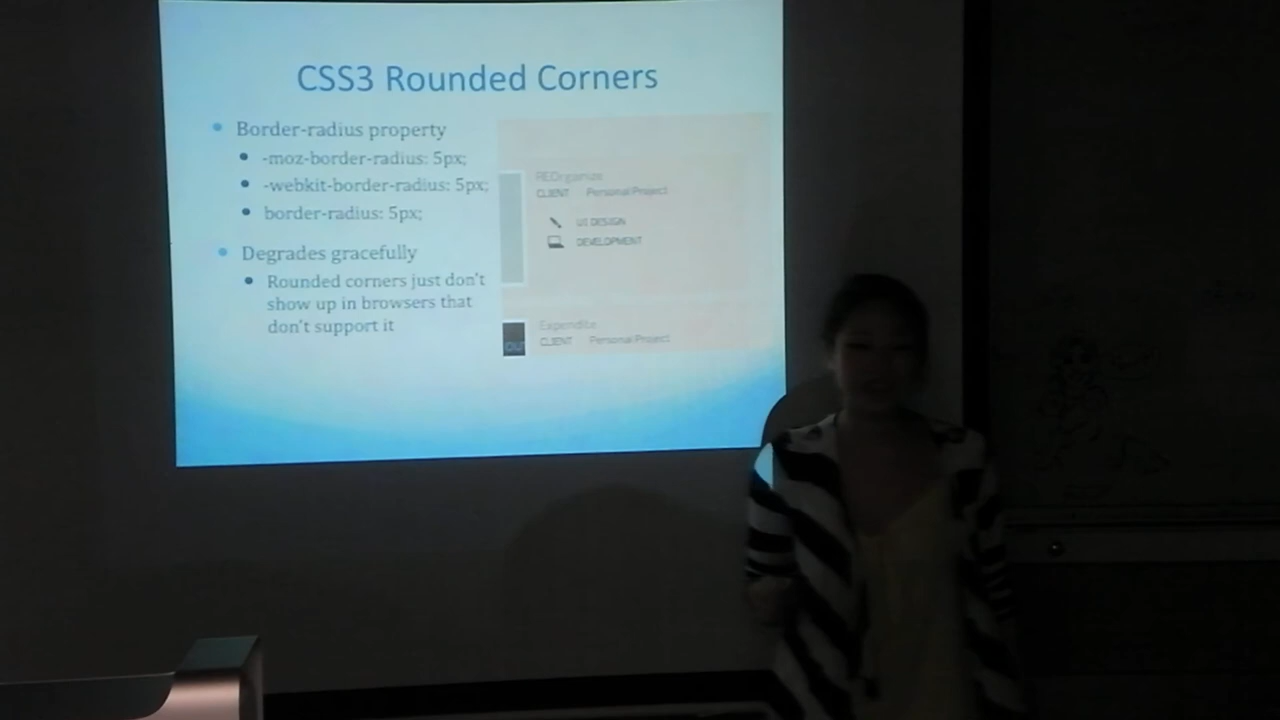 CSS3 Rounded Corners
Border-radius property
-moz-border-radius: 5px;
-webkit-border-radius: 5px;
border-radius: 5px;
Degrades gracefully
Rounded corners just don't
show up in browsers that
don't support it
REOrganize
CLIENT Personal Project
UI DESIGN
DEVELOPMENT
Expendite
CLIENT Personal Project
OUT